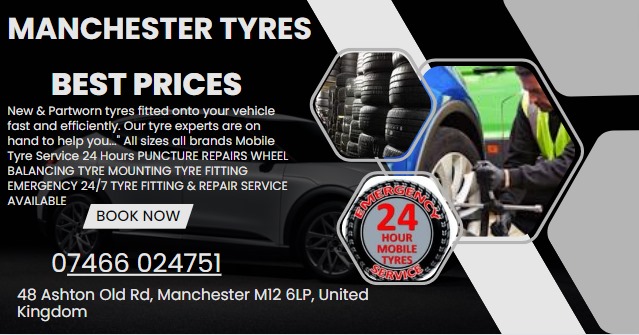 MANCHESTER TYRES
BEST PRICES
New & Partworn tyres fitted onto your vehicle
fast and efficiently. Our tyre experts are on
hand to help you..." All sizes all brands Mobile
Tyre Service 24 Hours PUNCTURE REPAIRS WHEEL
BALANCING TYRE MOUNTING TYRE FITTING
EMERGENCY 24/7 TYRE FITTING & REPAIR SERVICE
AVAILABLE
BOOK NOW
07466 024751
48 Ashton Old Rd, Manchester M12 6LP, United
Kingdom
EMERGENCY
24
HOUR
MOBILE
TYRES
SERVICE